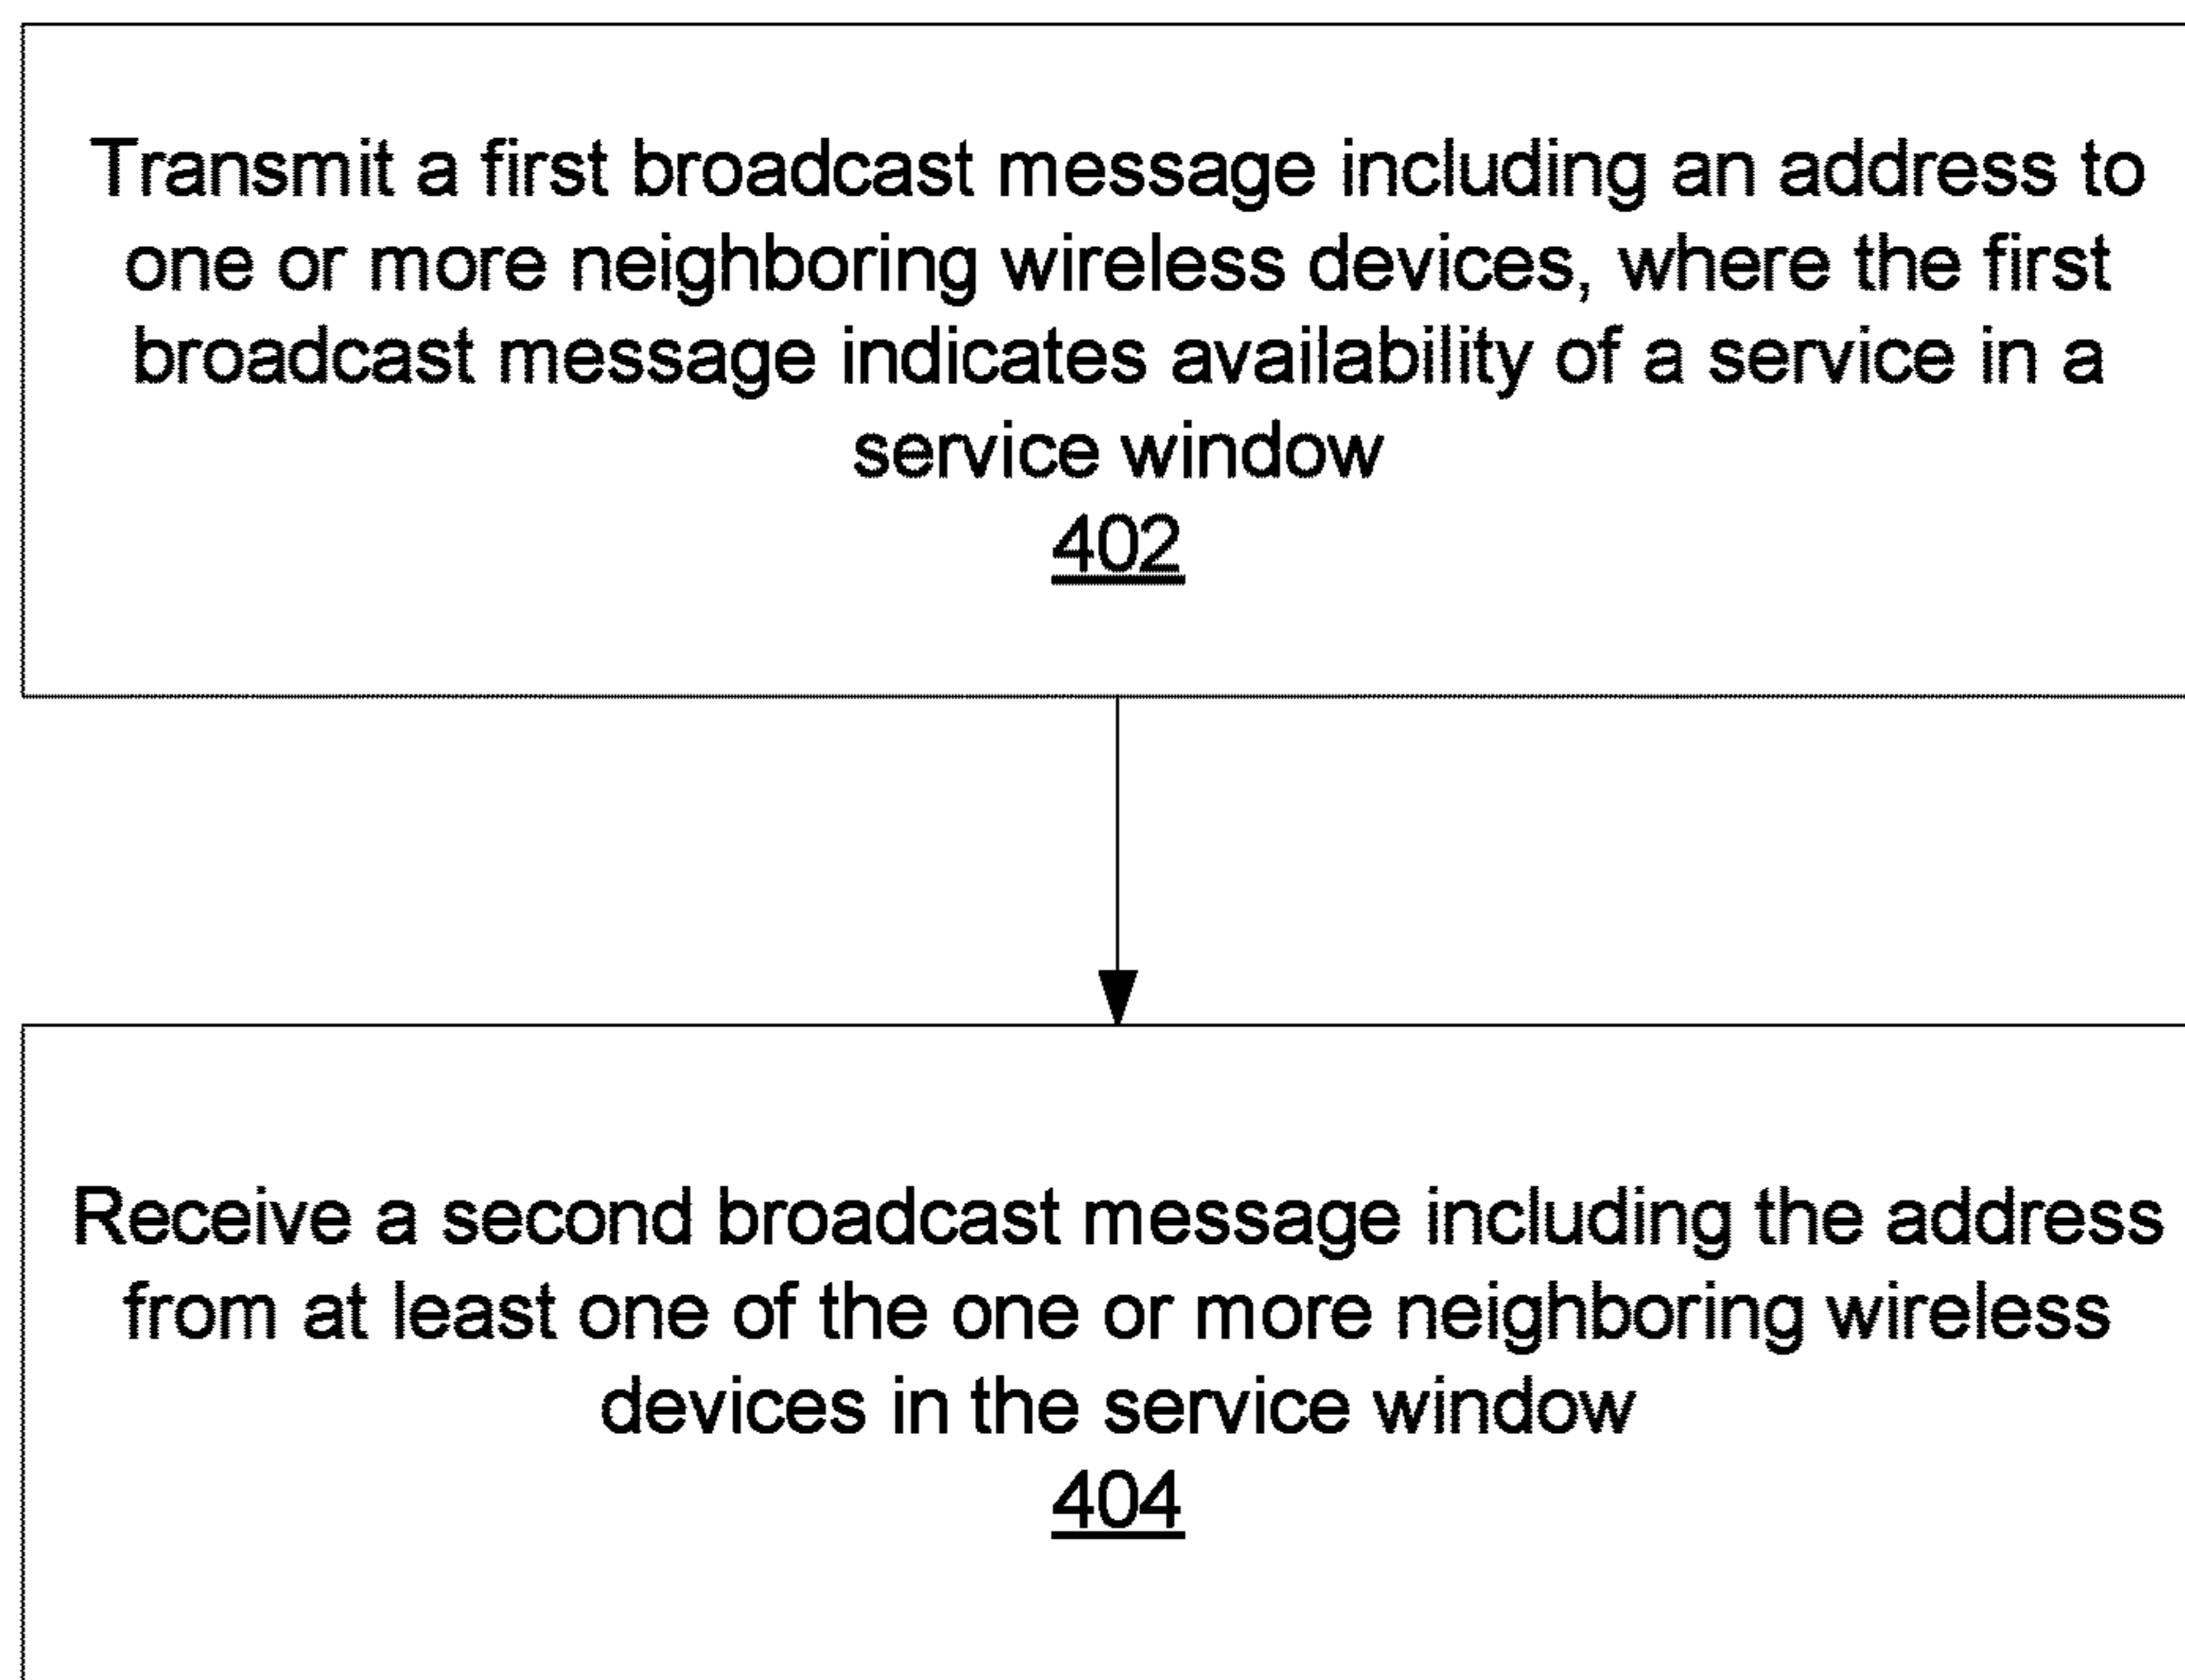 Transmit a first broadcast message including an address to
one or more neighboring wireless devices, where the first
broadcast message indicates availability of a service in a
service window
402
Receive a second broadcast message including the address
from at least one of the one or more neighboring wireless
devices in the service window
404